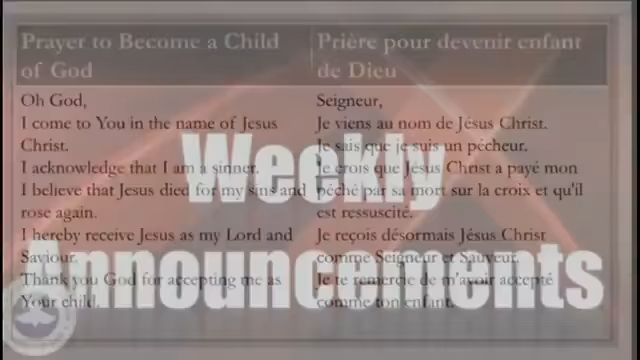 Prayer to Become a Child
of God
Oh God,
I come to You in the name of Jesus
Christ.
I acknowledge that I am a sinner.
I believe that Jesus died for my sins and
rose again.
I hereby receive Jesus as my Lord and
Saviour.
Thank you God for accepting me as
Your child.
Prière pour devenir enfant
de Dieu
Seigneur,
Je viens au nom de Jésus Christ.
Je sais que je suis un pécheur.
Je crois que Jésus Christ a payé mon
péché par sa mort sur la croix et qu'il
est ressuscité.
Je reçois désormais Jésus Christ
comme Seigneur et Sauveur.
Je te remercie de m'avoir accepté
comme ton enfant.
Weekly
Announcements